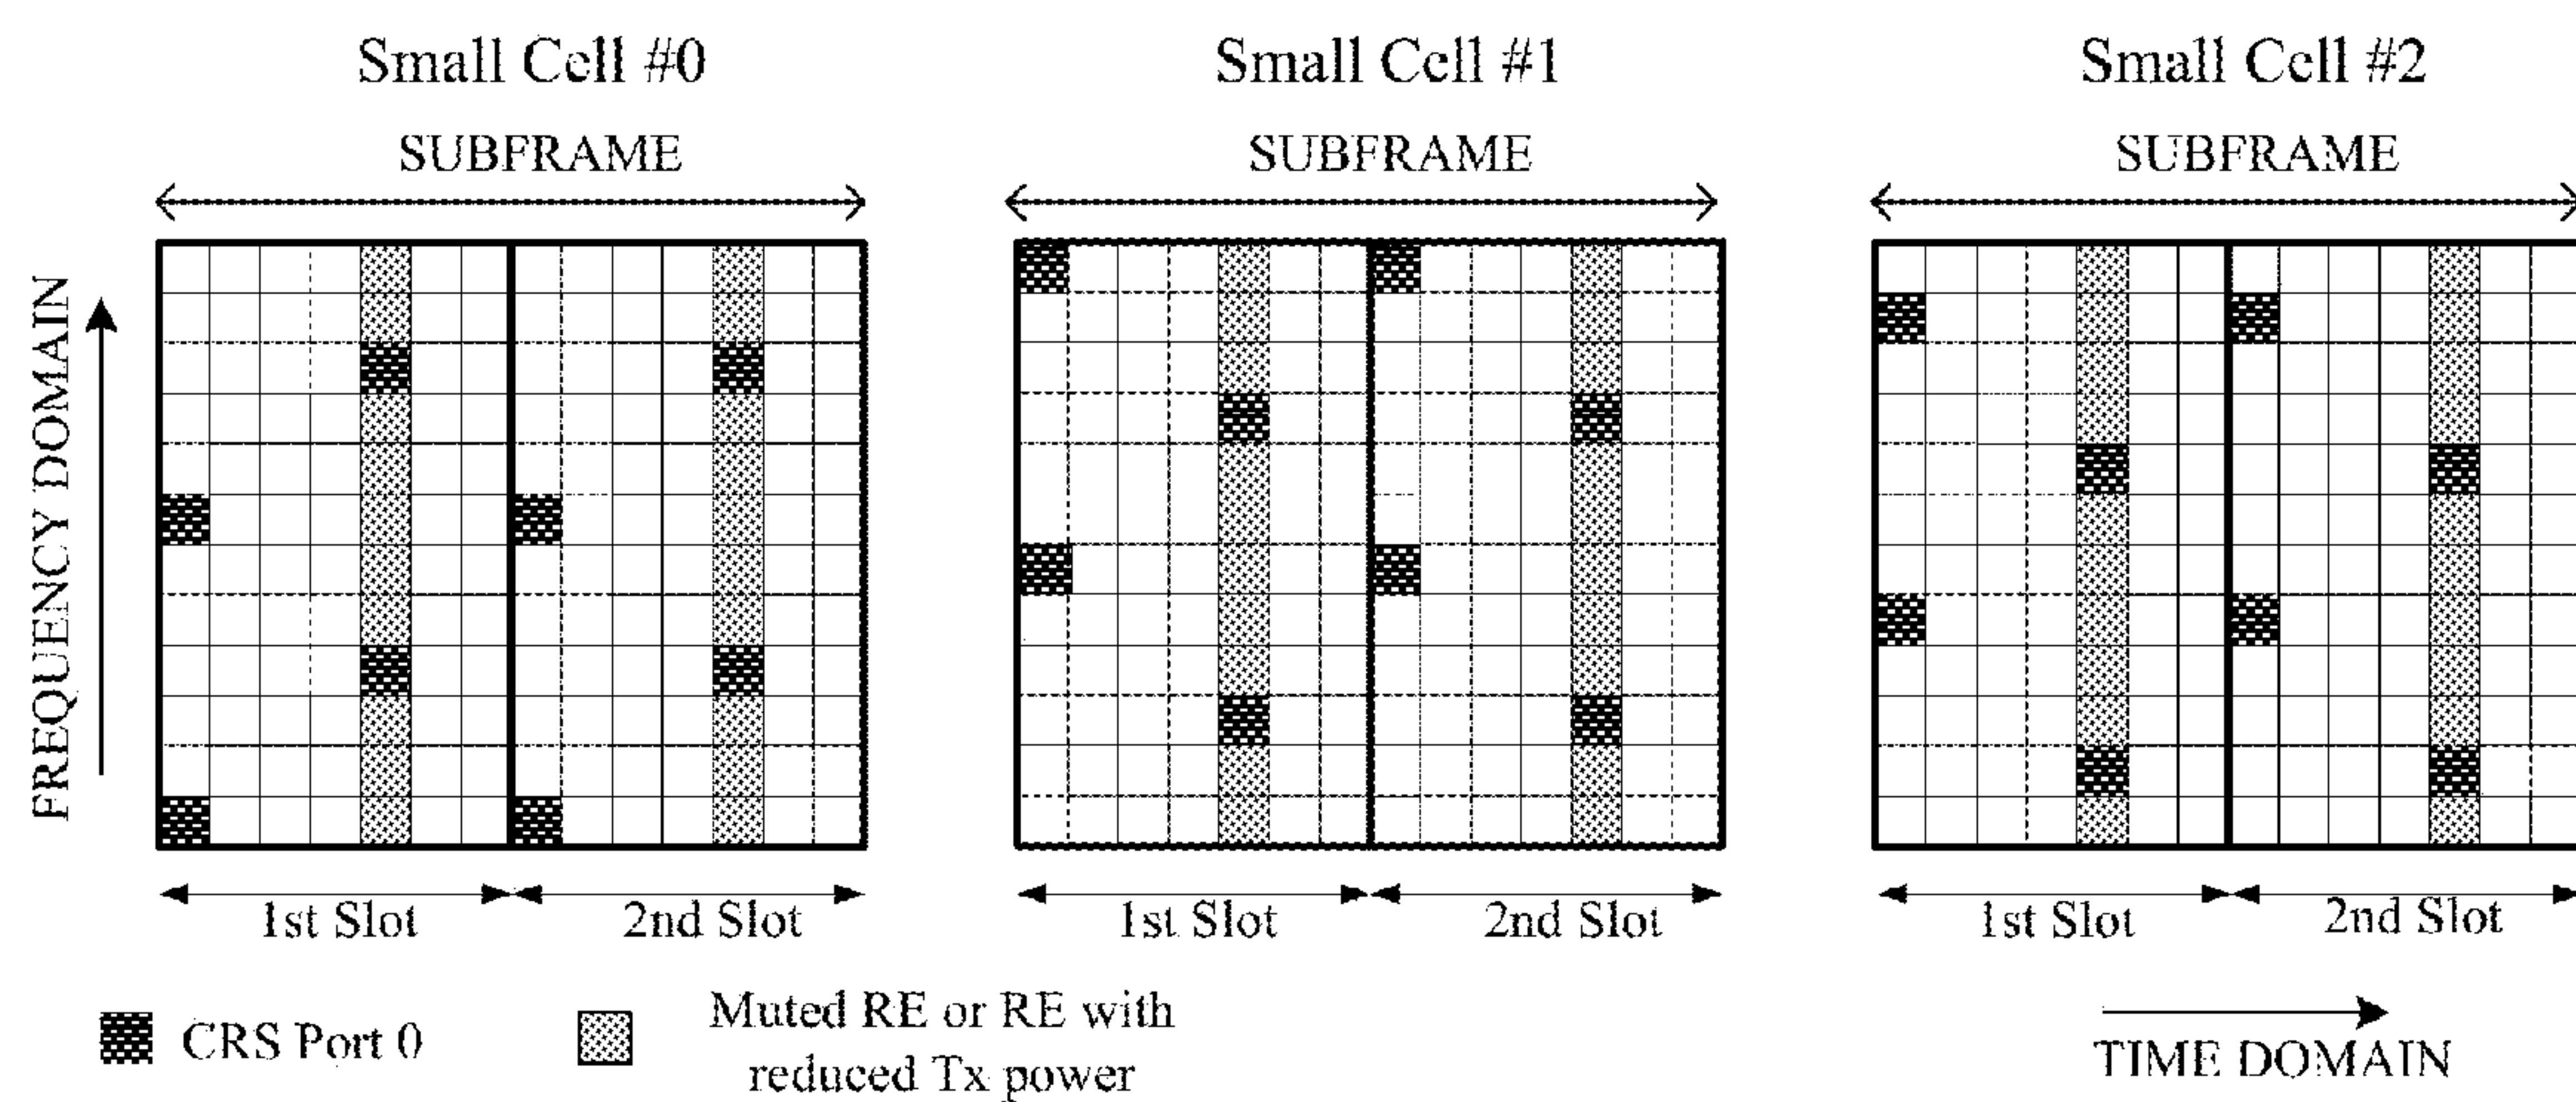 Small Cell #0
Small Cell #1
Small Cell #2
SUBFRAME
SUBFRAME
SUBFRAME
FREQUENCY DOMAIN
1st Slot
2nd Slot
1st Slot
2nd Slot
1st Slot
2nd Slot
CRS Port 0
Muted RE or RE with
reduced Tx power
TIME DOMAIN